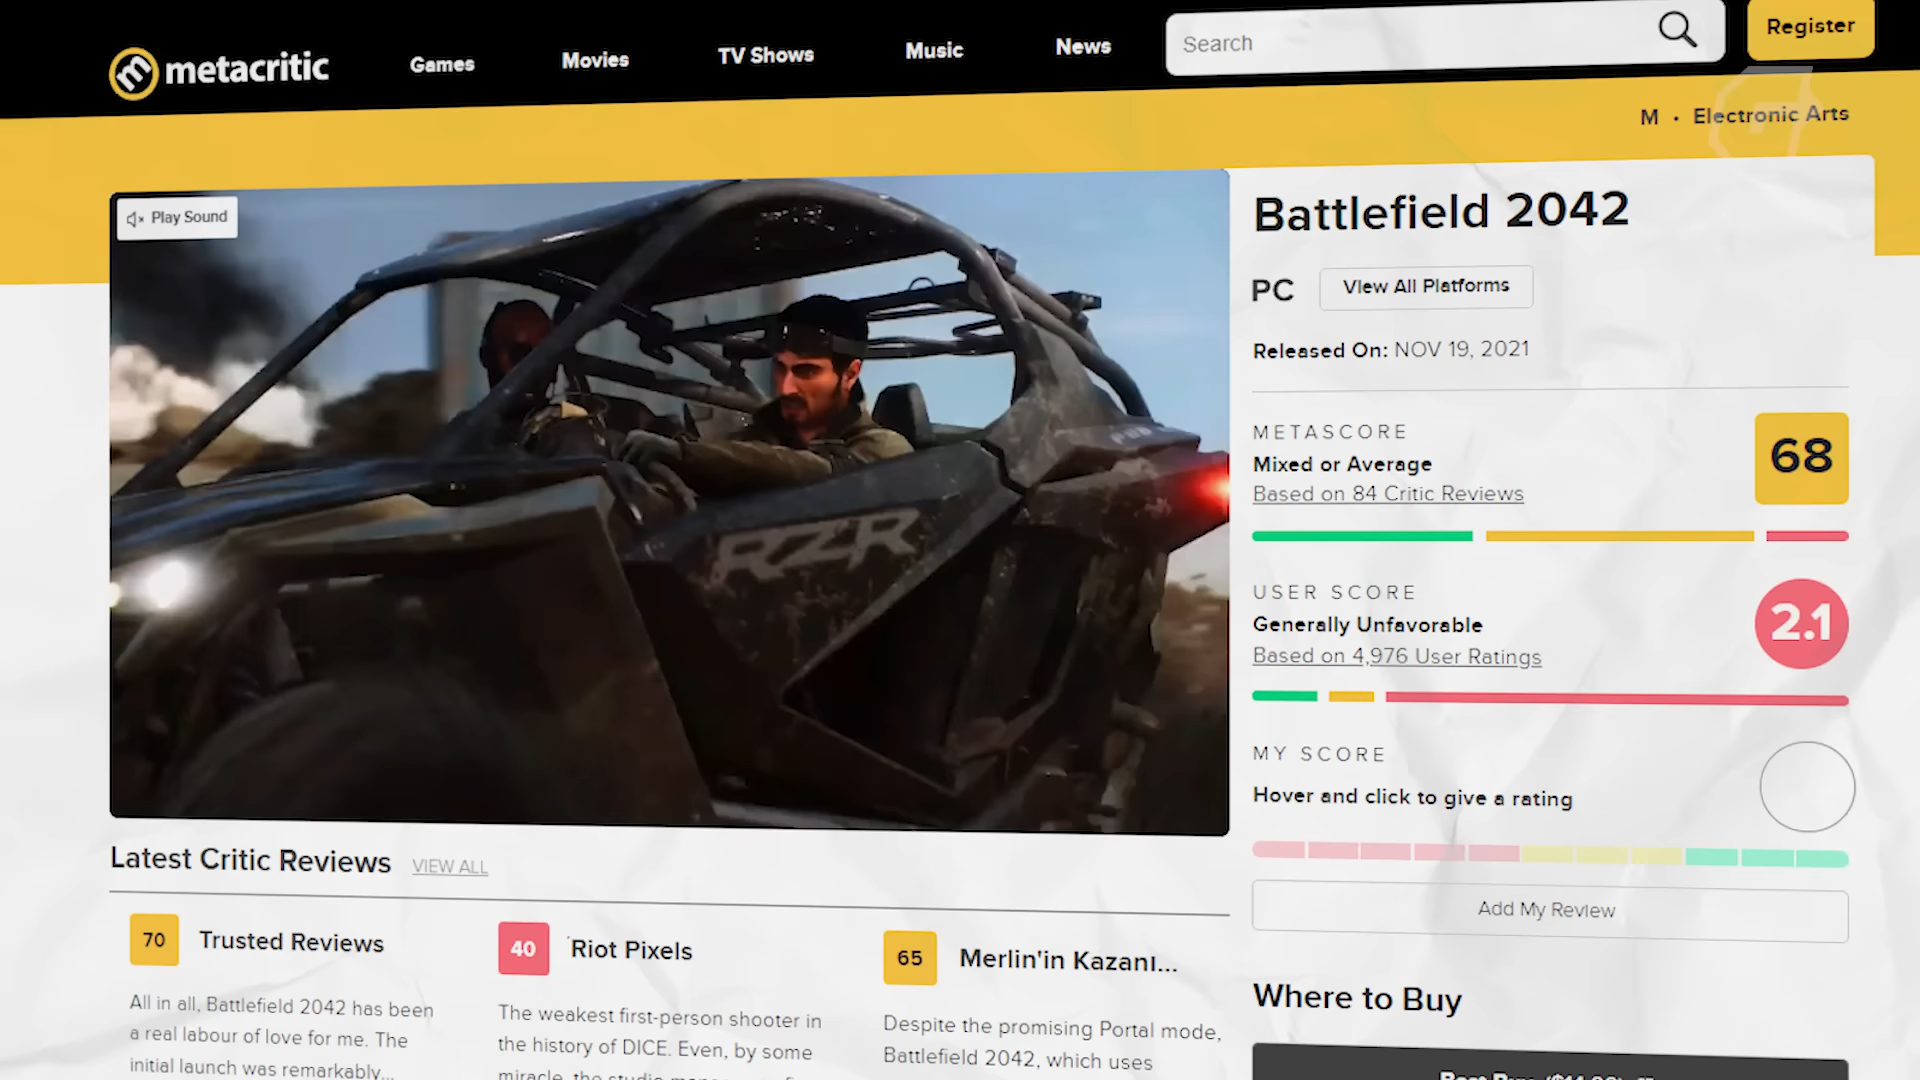 metacritic
Games
Movies
TV Shows
Music
News
Search
Register
M • Electronic Arts
Play Sound
RZR
Battlefield 2042
PC
View All Platforms
Released On: NOV 19, 2021
METASCORE
Mixed or Average
Based on 84 Critic Reviews
68
USER SCORE
Generally Unfavorable
Based on 4,976 User Ratings
2.1
MY SCORE
Hover and click to give a rating
Add My Review
Where to Buy
Latest Critic Reviews
VIEW ALL
70
Trusted Reviews
All in all, Battlefield 2042 has been
a real labour of love for me. The
initial launch was remarkably...
40
Riot Pixels
The weakest first-person shooter in
the history of DICE. Even, by some
miracle, the studio
65
Merlin'in Kazanı...
Despite the promising Portal mode,
Battlefield 2042, which uses